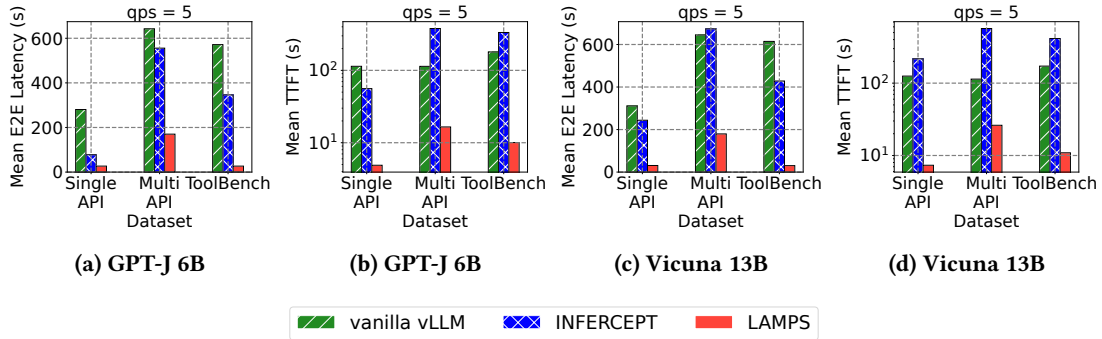 qps = 5
Mean E2E Latency (s)
600
400
200
0
Single API
Multi API
ToolBench
Dataset
(a) GPT-J 6B
qps = 5
Mean TTFT (s)
10²
10¹
Single API
Multi API
ToolBench
Dataset
(b) GPT-J 6B
qps = 5
Mean E2E Latency (s)
600
400
200
0
Single API
Multi API
ToolBench
Dataset
(c) Vicuna 13B
qps = 5
Mean TTFT (s)
10²
10¹
Single API
Multi API
ToolBench
Dataset
(d) Vicuna 13B
vanilla vLLM
INFERCEPT
LAMPS